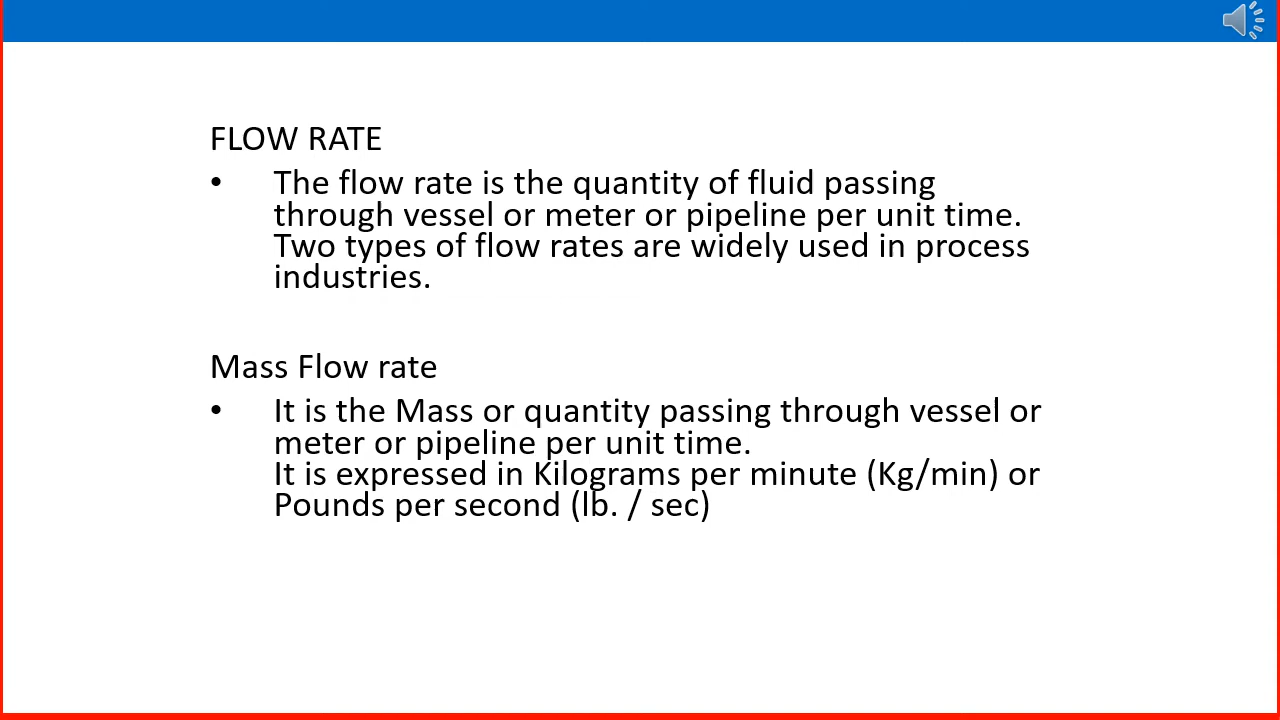 FLOW RATE
• The flow rate is the quantity of fluid passing
through vessel or meter or pipeline per unit time.
Two types of flow rates are widely used in process
industries.
Mass Flow rate
• It is the Mass or quantity passing through vessel or
meter or pipeline per unit time.
It is expressed in Kilograms per minute (Kg/min) or
Pounds per second (lb. / sec)